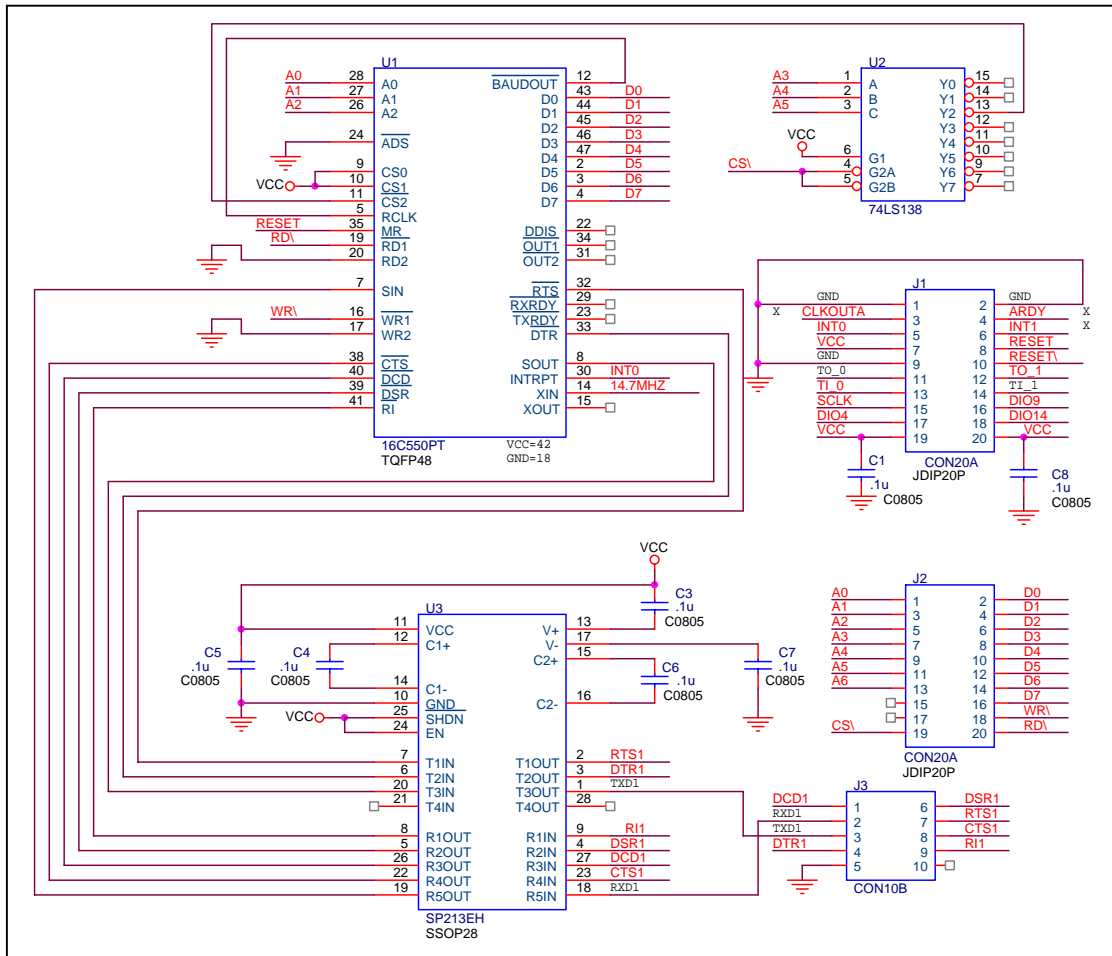 U1
A0 28 A0
A1 27 A1
A2 26 A2
24 ADS
9 CS0
VCC 10 CS1
11 CS2
5 RCLK
RESET 35 MR
RD\ 19 RD1
20 RD2
7 SIN
WR\ 16 WR1
17 WR2
38 CTS
40 DCD
39 DSR
41 RI
BAUDOUT 12
D0 43 D0
D1 44 D1
D2 45 D2
D3 46 D3
D4 47 D4
D5 2 D5
D6 3 D6
D7 4 D7
DDIS 22
OUT1 34
OUT2 31
RTS 32
RXRDY 29
TXRDY 23
DTR 33
SOUT 8
INTRPT 30 INT0
XIN 14 14.7MHZ
XOUT 15
16C550PT
TQFP48
VCC=42
GND=18
U2
A3 1 A
A4 2 B
A5 3 C
VCC
6 G1
CS\ 4 G2A
5 G2B
Y0 15
Y1 14
Y2 13
Y3 12
Y4 11
Y5 10
Y6 9
Y7 7
74LS138
J1
GND 1 2 GND
X CLKOUTA 3 4 ARDY X
INT0 5 6 INT1 X
VCC 7 8 RESET
GND 9 10 RESET\
TO_0 11 12 TO_1
TI_0 13 14 TI_1
SCLK 15 16 DIO9
DIO4 17 18 DIO14
VCC 19 20 VCC
CON20A
JDIP20P
C1
.1u
C0805
C8
.1u
C0805
VCC
C3
.1u
C0805
U3
11 VCC
12 C1+
14 C1-
10 GND
VCC 25 SHDN
24 EN
7 T1IN
6 T2IN
20 T3IN
21 T4IN
8 R1OUT
5 R2OUT
26 R3OUT
22 R4OUT
19 R5OUT
V+ 13
V- 17
C2+ 15
C2- 16
T1OUT 2 RTS1
T2OUT 3 DTR1
T3OUT 1 TXD1
T4OUT 28
R1IN 9 RI1
R2IN 4 DSR1
R3IN 27 DCD1
R4IN 23 CTS1
R5IN 18 RXD1
SP213EH
SSOP28
C5
.1u
C0805
C4
.1u
C0805
C6
.1u
C0805
C7
.1u
C0805
J2
A0 1 2 D0
A1 3 4 D1
A2 5 6 D2
A3 7 8 D3
A4 9 10 D4
A5 11 12 D5
A6 13 14 D6
15 16 D7
17 18 WR\
CS\ 19 20 RD\
CON20A
JDIP20P
J3
DCD1 1 6 DSR1
RXD1 2 7 RTS1
TXD1 3 8 CTS1
DTR1 4 9 RI1
5 10
CON10B